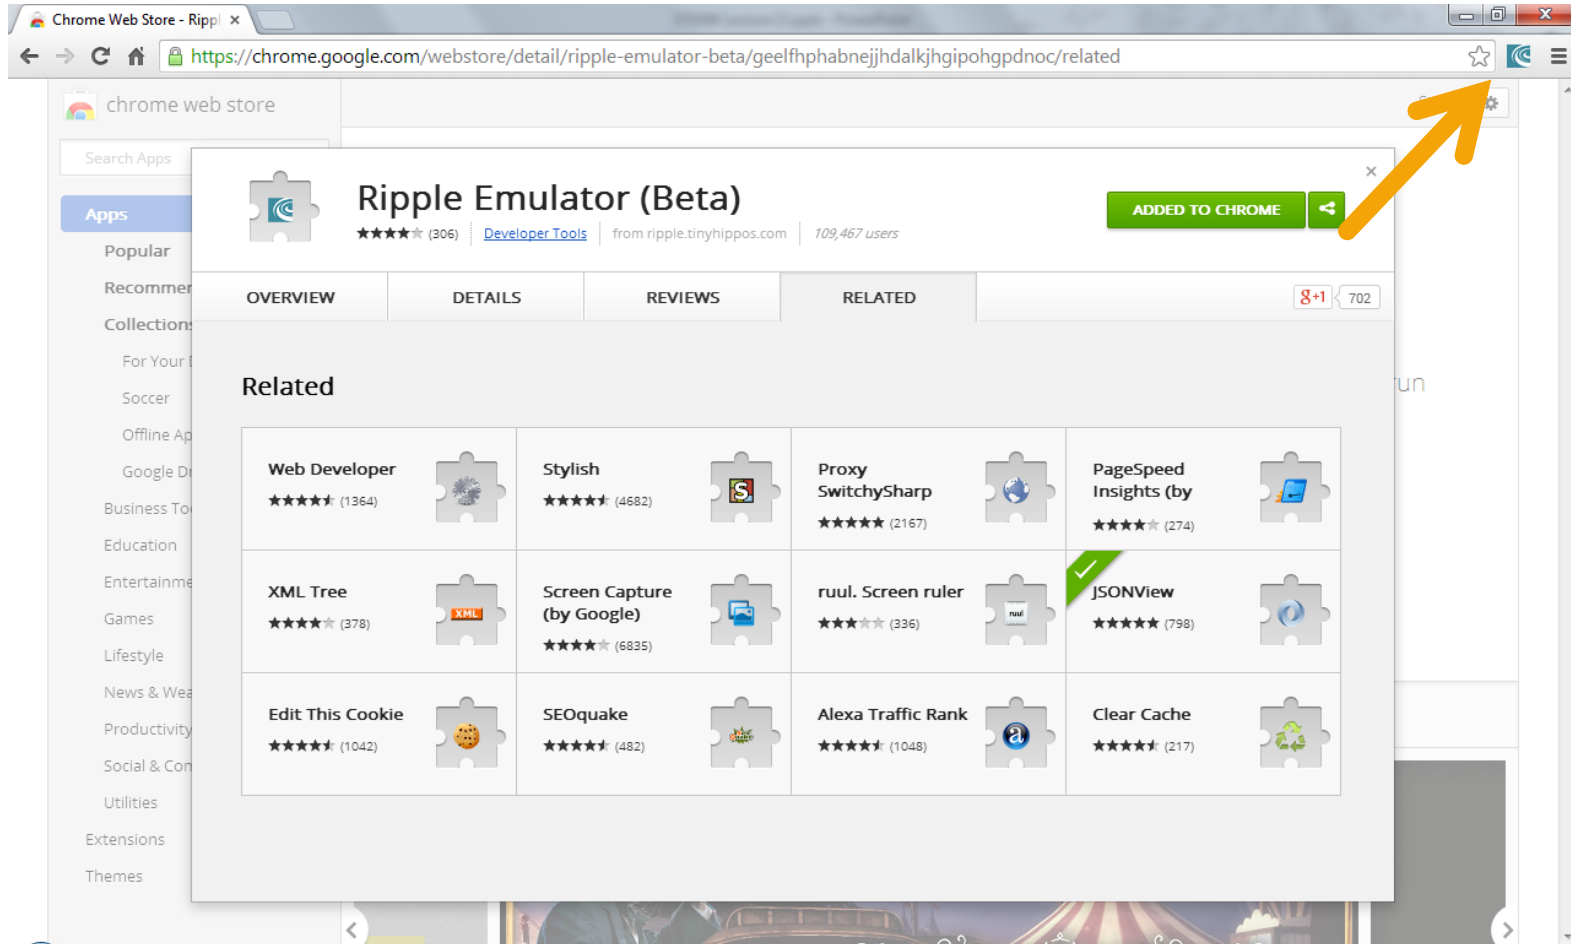 Chrome Web Store - Rippl
https://chrome.google.com/webstore/detail/ripple-emulator-beta/geelfhphabnejjhdalkjhgipohgpdnoc/related
chrome web store
Search Apps
Apps
Popular
Recommer
Collections
For Your
Soccer
Offline Ap
Google Dr
Business To
Education
Entertainme
Games
Lifestyle
News & Wea
Productivity
Social & Con
Utilities
Extensions
Themes
Ripple Emulator (Beta)
(306) Developer Tools from ripple.tinyhippos.com 109,467 users
ADDED TO CHROME
OVERVIEW DETAILS REVIEWS RELATED
g+1 702
run
Related
Web Developer
(1364)
Stylish
(4682)
S
Proxy
SwitchySharp
(2167)
PageSpeed
Insights (by
(274)
XML Tree
(378)
XML
Screen Capture
(by Google)
(6835)
ruul. Screen ruler
(336)
ruul
JSONView
(798)
Edit This Cookie
(1042)
SEOquake
(482)
Alexa Traffic Rank
(1048)
a
Clear Cache
(217)